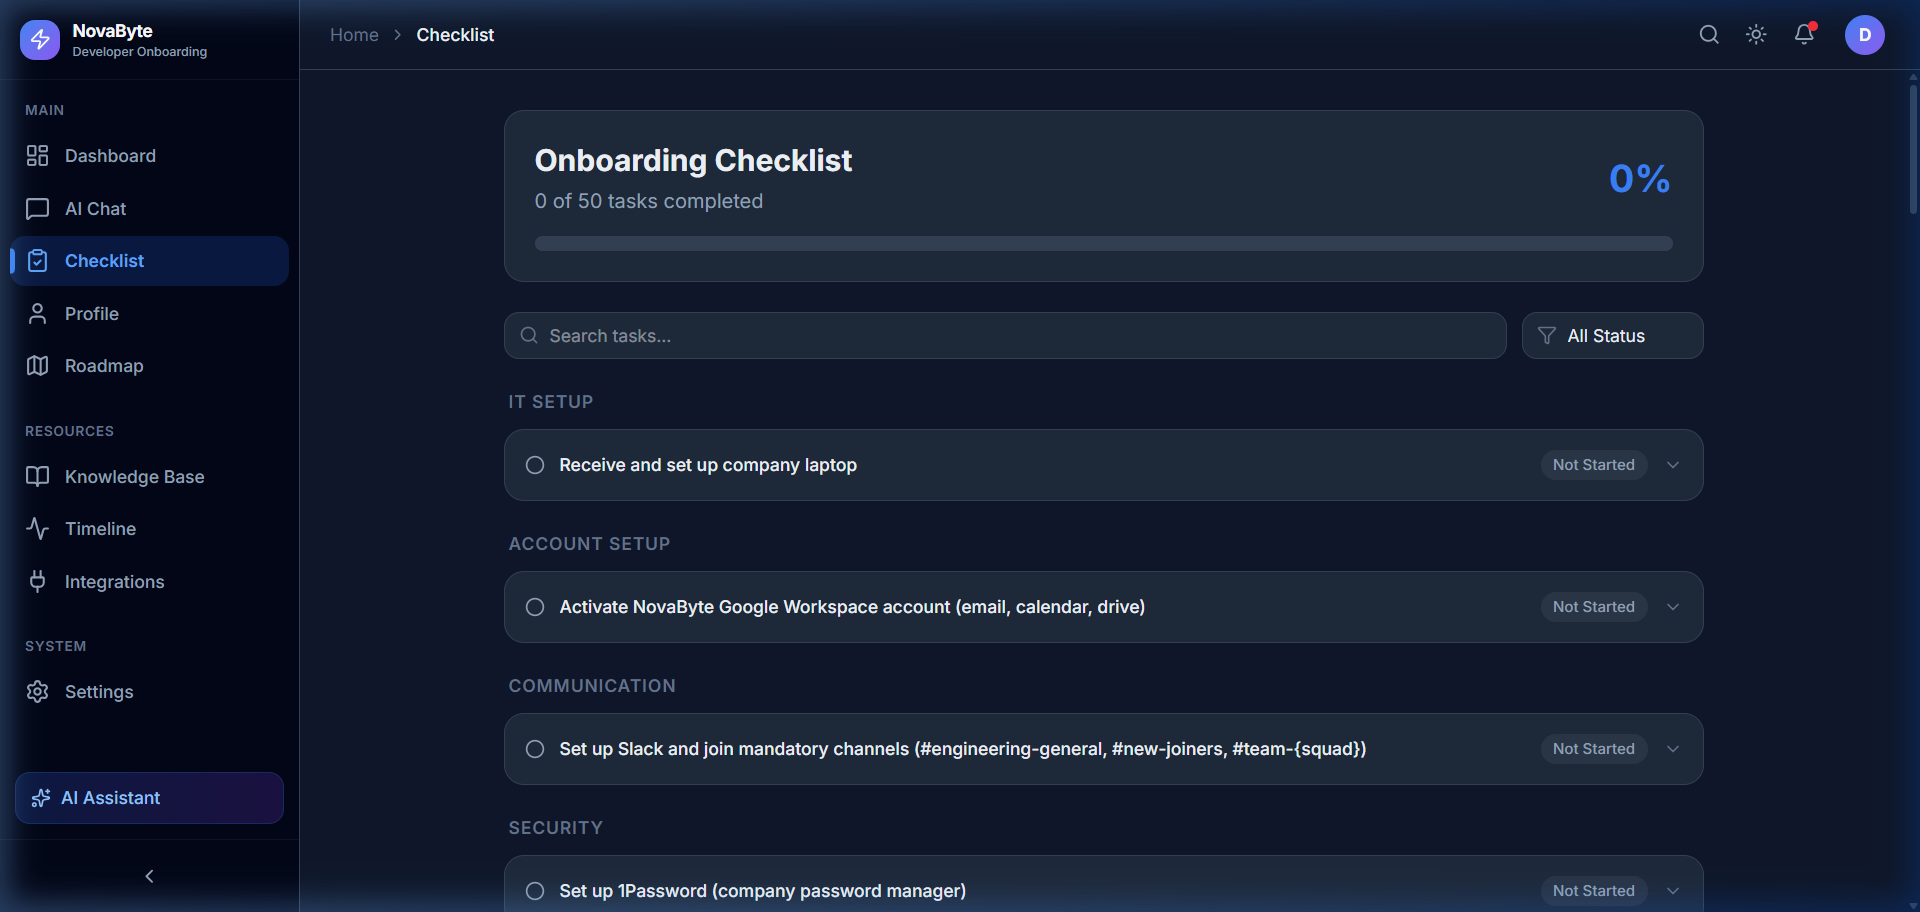 NovaByte
Developer Onboarding
MAIN
Dashboard
AI Chat
Checklist
Profile
Roadmap
RESOURCES
Knowledge Base
Timeline
Integrations
SYSTEM
Settings
AI Assistant
Home > Checklist
D
Onboarding Checklist
0 of 50 tasks completed
0%
Search tasks...
All Status
IT SETUP
Receive and set up company laptop
Not Started
ACCOUNT SETUP
Activate NovaByte Google Workspace account (email, calendar, drive)
Not Started
COMMUNICATION
Set up Slack and join mandatory channels (#engineering-general, #new-joiners, #team-{squad})
Not Started
SECURITY
Set up 1Password (company password manager)
Not Started